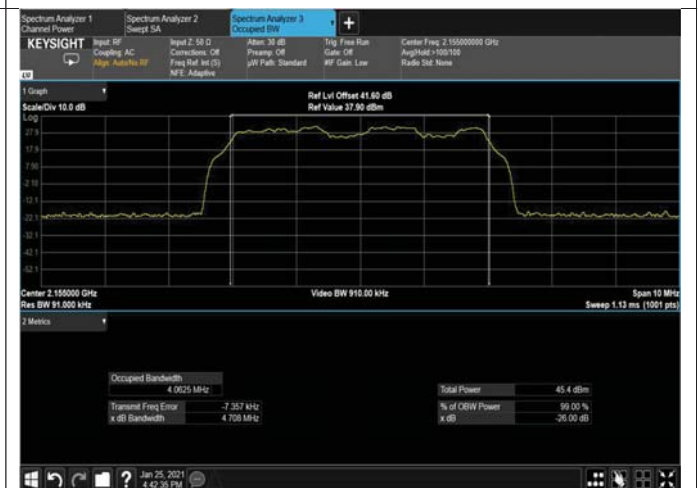 Spectrum Analyzer 1
Channel Power
Spectrum Analyzer 2
Swept SA
Spectrum Analyzer 3
Occupied BW
KEYSIGHT
Input: RF
Coupling: AC
Align: Auto/No RF
Input Z: 50 Ω
Corrections: Off
Freq Ref: Int (S)
NFE: Adaptive
Atten: 30 dB
Preamp: Off
µW Path: Standard
Trig: Free Run
Gate: Off
#IF Gain: Low
Center Freq: 2.155000000 GHz
Avg|Hold:>100/100
Radio Std: None
LXI
1 Graph
Scale/Div 10.0 dB
Ref Lvl Offset 41.60 dB
Ref Value 37.90 dBm
Log
27.9
17.9
7.90
-2.10
-12.1
-22.1
-32.1
-42.1
-52.1
Center 2.155000 GHz
Res BW 91.000 kHz
Video BW 910.00 kHz
Span 10 MHz
Sweep 1.13 ms (1001 pts)
2 Metrics
Occupied Bandwidth
4.0625 MHz
Transmit Freq Error -7.357 kHz
x dB Bandwidth 4.708 MHz
Total Power 45.4 dBm
% of OBW Power 99.00 %
x dB -26.00 dB
Jan 25, 2021
4:42:35 PM